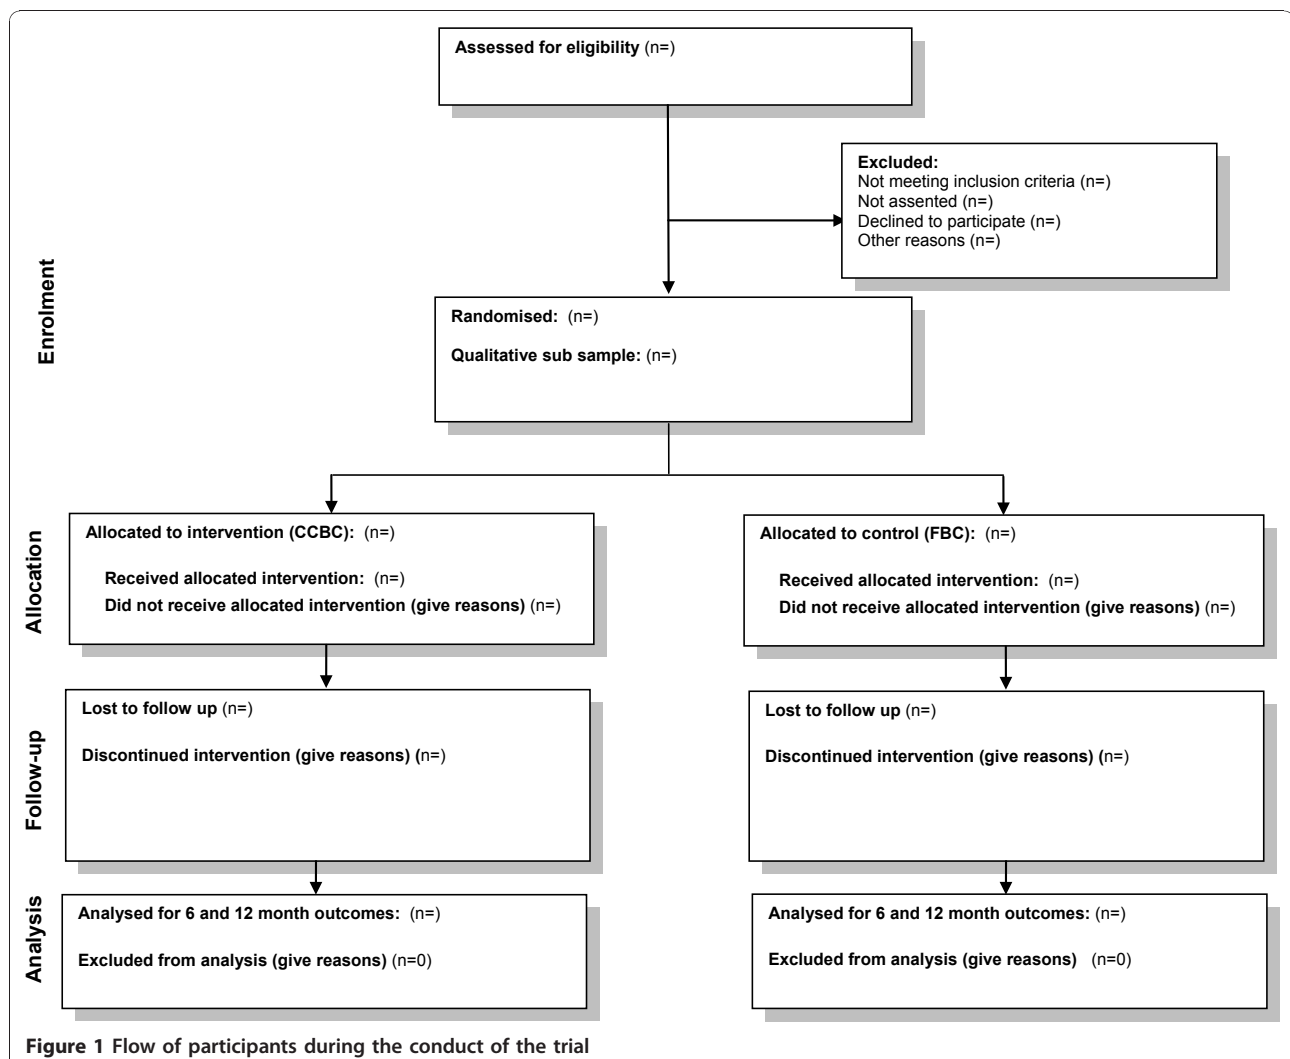 Assessed for eligibility (n=)
Excluded:
Not meeting inclusion criteria (n=)
Not assented (n=)
Declined to participate (n=)
Other reasons (n=)
Enrolment
Randomised: (n=)
Qualitative sub sample: (n=)
Allocation
Allocated to intervention (CCBC): (n=)
Received allocated intervention: (n=)
Did not receive allocated intervention (give reasons) (n=)
Allocated to control (FBC): (n=)
Received allocated intervention: (n=)
Did not receive allocated intervention (give reasons) (n=)
Follow-up
Lost to follow up (n=)
Discontinued intervention (give reasons) (n=)
Lost to follow up (n=)
Discontinued intervention (give reasons) (n=)
Analysis
Analysed for 6 and 12 month outcomes: (n=)
Excluded from analysis (give reasons) (n=0)
Analysed for 6 and 12 month outcomes: (n=)
Excluded from analysis (give reasons) (n=0)
Figure 1 Flow of participants during the conduct of the trial